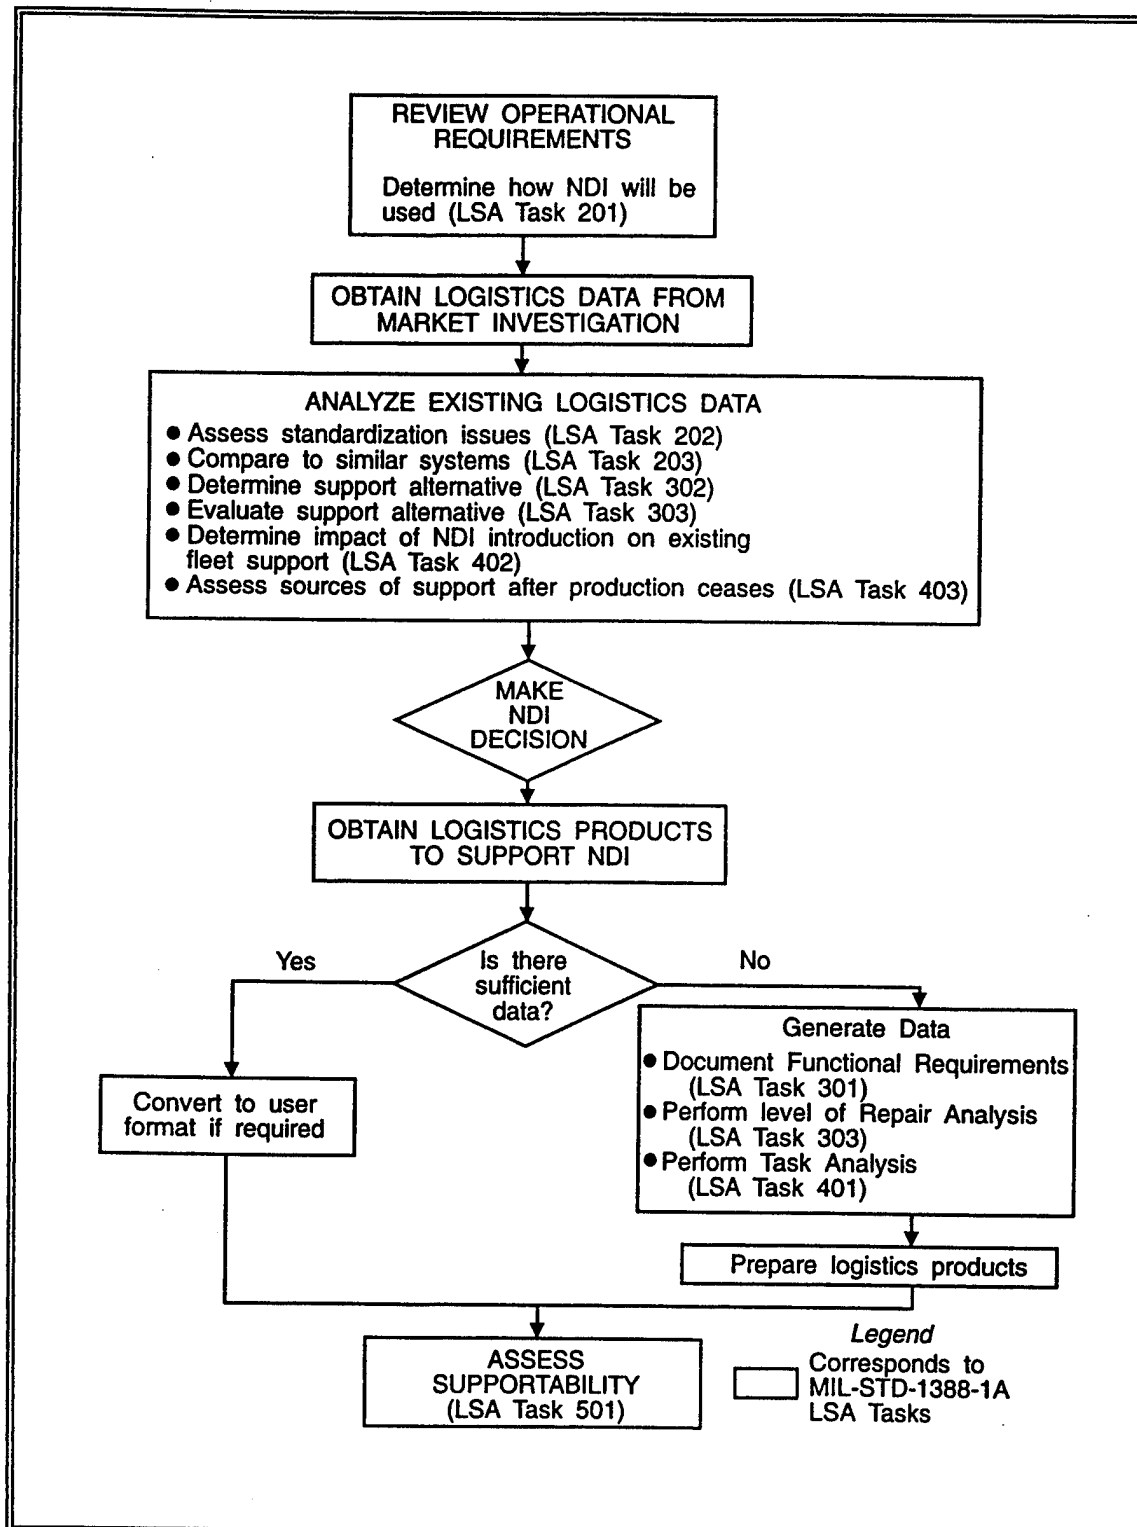 REVIEW OPERATIONAL
REQUIREMENTS
Determine how NDI will be
used (LSA Task 201)
OBTAIN LOGISTICS DATA FROM
MARKET INVESTIGATION
ANALYZE EXISTING LOGISTICS DATA
● Assess standardization issues (LSA Task 202)
● Compare to similar systems (LSA Task 203)
● Determine support alternative (LSA Task 302)
● Evaluate support alternative (LSA Task 303)
● Determine impact of NDI introduction on existing
fleet support (LSA Task 402)
● Assess sources of support after production ceases (LSA Task 403)
MAKE
NDI
DECISION
OBTAIN LOGISTICS PRODUCTS
TO SUPPORT NDI
Is there
sufficient
data?
Yes
No
Convert to user
format if required
Generate Data
● Document Functional Requirements
(LSA Task 301)
● Perform level of Repair Analysis
(LSA Task 303)
● Perform Task Analysis
(LSA Task 401)
Prepare logistics products
ASSESS
SUPPORTABILITY
(LSA Task 501)
Legend
Corresponds to
MIL-STD-1388-1A
LSA Tasks